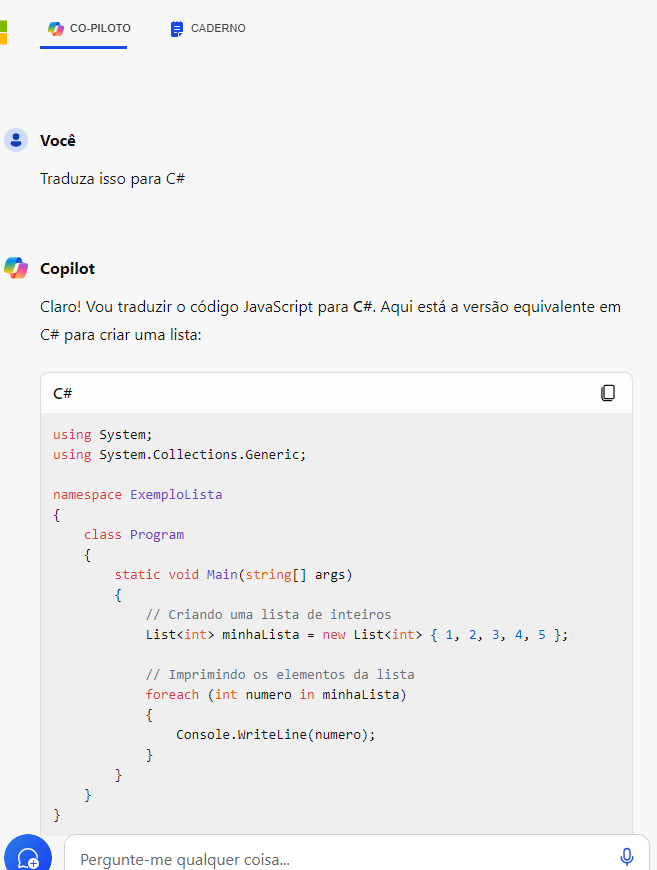 CO-PILOTO CADERNO
Você
Traduza isso para C#
Copilot
Claro! Vou traduzir o código JavaScript para C#. Aqui está a versão equivalente em
C# para criar uma lista:
C#
using System;
using System.Collections.Generic;
namespace ExemploLista
{
    class Program
    {
        static void Main(string[] args)
        {
            // Criando uma lista de inteiros
            List<int> minhaLista = new List<int> { 1, 2, 3, 4, 5 };
            // Imprimindo os elementos da lista
            foreach (int numero in minhaLista)
            {
                Console.WriteLine(numero);
            }
        }
    }
}
Pergunte-me qualquer coisa...